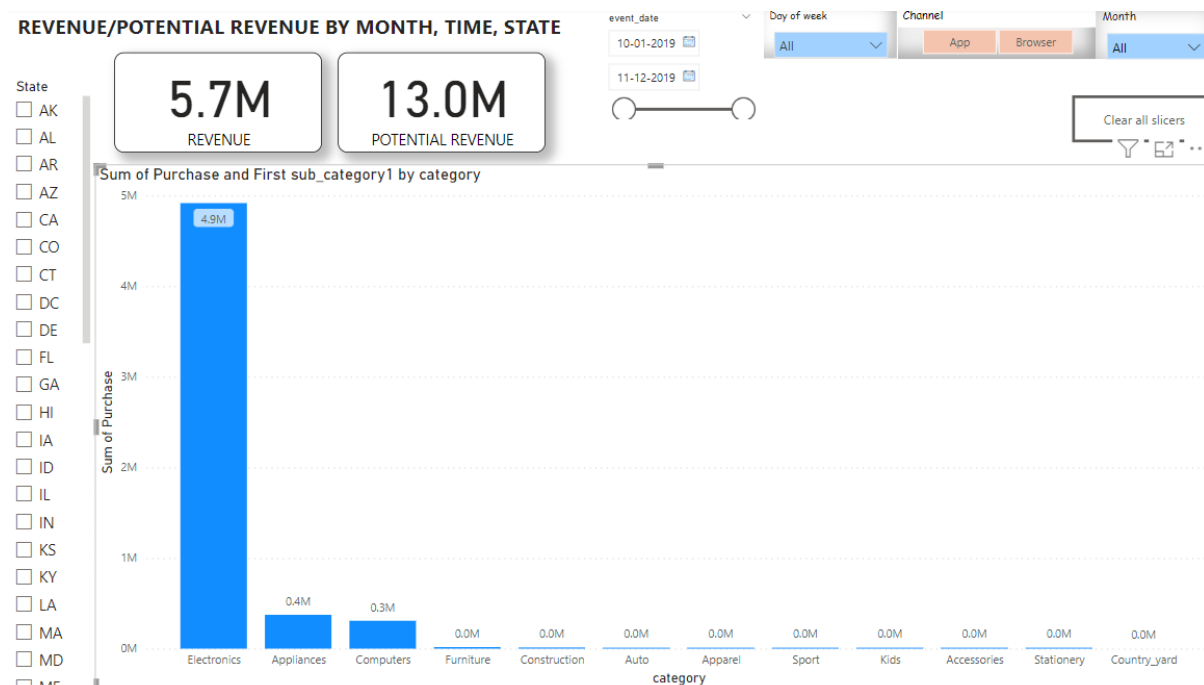 REVENUE/POTENTIAL REVENUE BY MONTH, TIME, STATE
event_date
10-01-2019
11-12-2019
Day of week
All
Channel
App
Browser
Month
All
Clear all slicers
5.7M
REVENUE
13.0M
POTENTIAL REVENUE
State
AK
AL
AR
AZ
CA
CO
CT
DC
DE
FL
GA
HI
IA
ID
IL
IN
KS
KY
LA
MA
MD
Sum of Purchase and First sub_category1 by category
Sum of Purchase
5M
4M
3M
2M
1M
0M
4.9M
0.4M
0.3M
0.0M
0.0M
0.0M
0.0M
0.0M
0.0M
0.0M
0.0M
0.0M
Electronics
Appliances
Computers
Furniture
Construction
Auto
Apparel
Sport
Kids
Accessories
Stationery
Country_yard
category